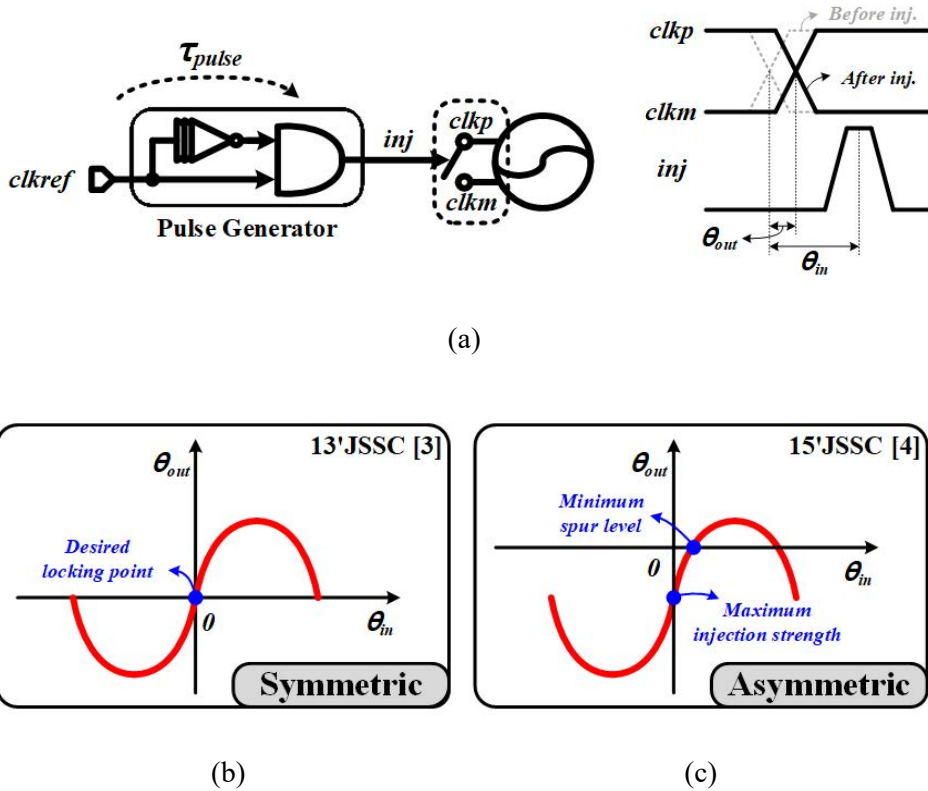 τpulse
clkref
Pulse Generator
inj
clkp
clkm
clkp
clkm
inj
Before inj.
After inj.
θout
θin
(a)
13'JSSC [3]
θout
Desired
locking point
0
θin
Symmetric
(b)
15'JSSC [4]
θout
Minimum
spur level
0
θin
Maximum
injection strength
Asymmetric
(c)